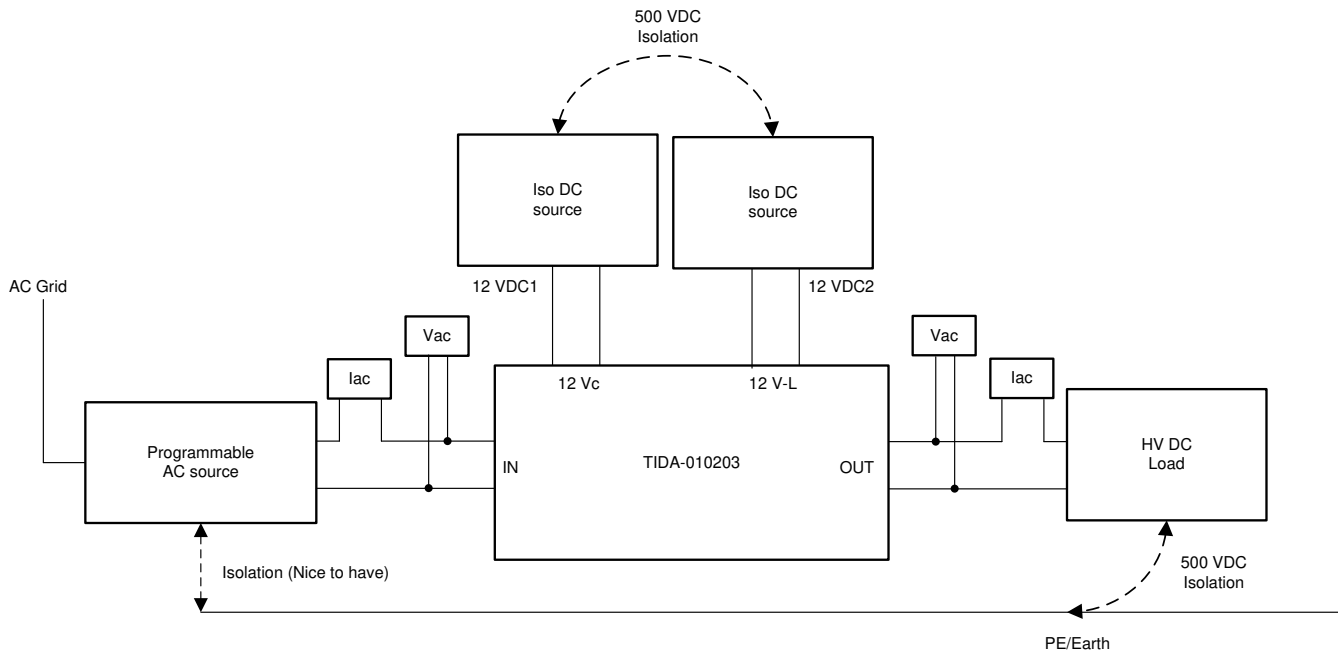 500 VDC
Isolation
Iso DC
source
Iso DC
source
AC Grid
12 VDC1
12 VDC2
Vac
Vac
Iac
Iac
12 Vc
12 V-L
Programmable
AC source
IN
TIDA-010203
OUT
HV DC
Load
Isolation (Nice to have)
500 VDC
Isolation
PE/Earth